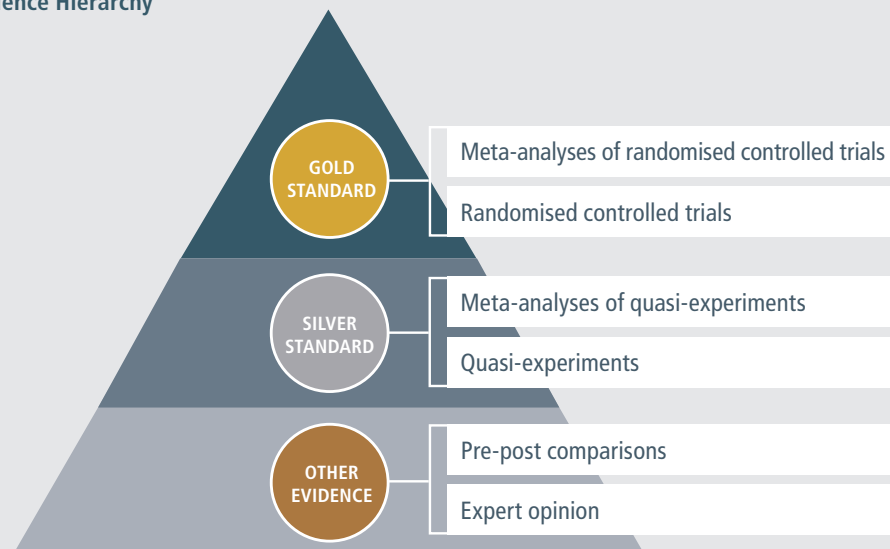 Hierarchy
GOLD
STANDARD
Meta-analyses of randomised controlled trials
Randomised controlled trials
SILVER
STANDARD
Meta-analyses of quasi-experiments
Quasi-experiments
OTHER
EVIDENCE
Pre-post comparisons
Expert opinion